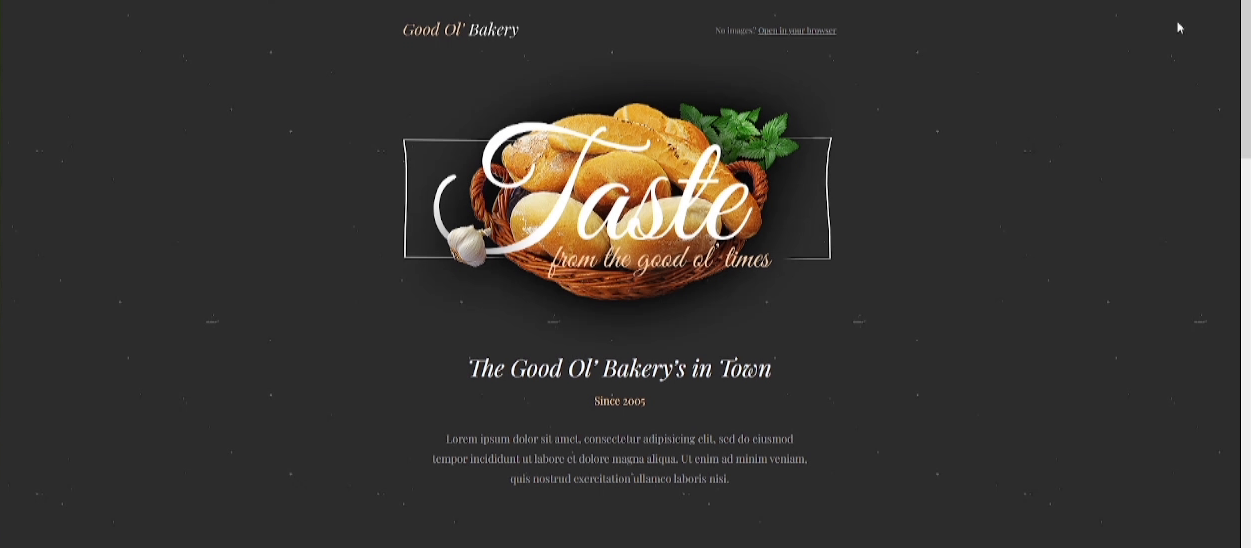 Good Ol' Bakery
No images? Open in your browser
Taste
from the good ol' times
The Good Ol' Bakery's in Town
Since 2005
Lorem ipsum dolor sit amet, consectetur adipisicing elit, sed do eiusmod
tempor incididunt ut labore et dolore magna aliqua. Ut enim ad minim veniam,
quis nostrud exercitation ullamco laboris nisi.